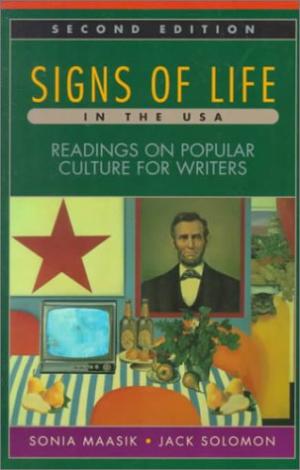 SECOND EDITION
SIGNS OF LIFE
IN THE USA
READINGS ON POPULAR
CULTURE FOR WRITERS
SONIA MAASIK • JACK SOLOMON